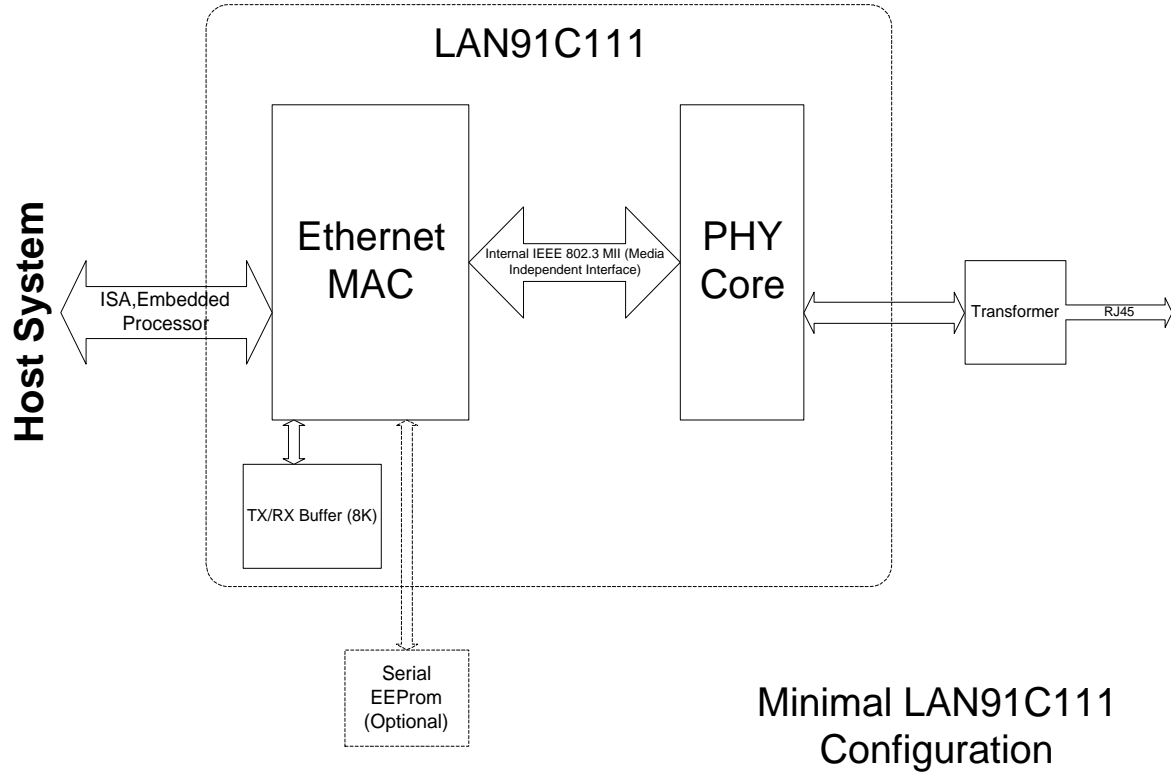 LAN91C111
Host System
ISA,Embedded
Processor
Ethernet
MAC
Internal IEEE 802.3 MII (Media
Independent Interface)
PHY
Core
Transformer
RJ45
TX/RX Buffer (8K)
Serial
EEProm
(Optional)
Minimal LAN91C111
Configuration